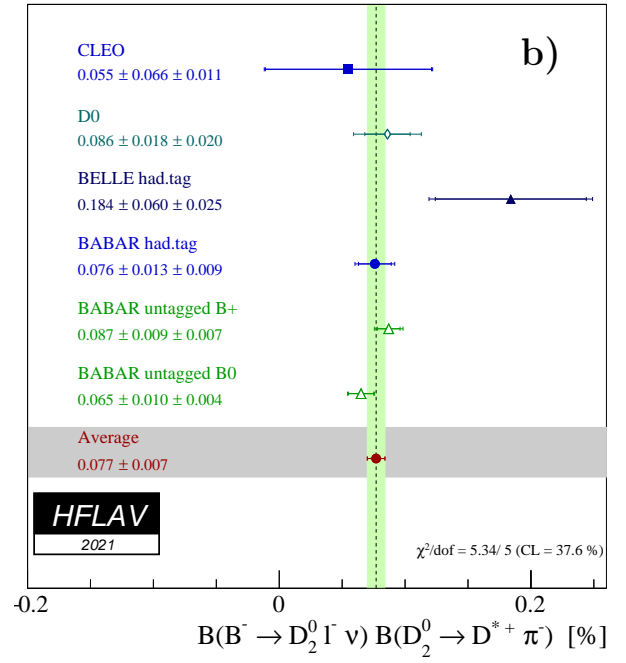 b)
CLEO
0.055 ± 0.066 ± 0.011
D0
0.086 ± 0.018 ± 0.020
BELLE had.tag
0.184 ± 0.060 ± 0.025
BABAR had.tag
0.076 ± 0.013 ± 0.009
BABAR untagged B+
0.087 ± 0.009 ± 0.007
BABAR untagged B0
0.065 ± 0.010 ± 0.004
Average
0.077 ± 0.007
HFLAV
2021
χ²/dof = 5.34/ 5 (CL = 37.6 %)
-0.2 0 0.2
B(B⁻ → D₂⁰ l⁻ ν) B(D₂⁰ → D*⁺ π⁻) [%]